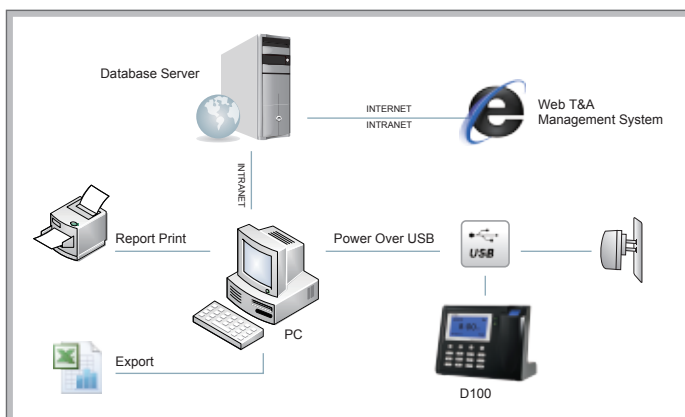 Database Server
INTERNET
INTRANET
Web T&A
Management System
INTRANET
Report Print
Power Over USB
USB
PC
Export
D100